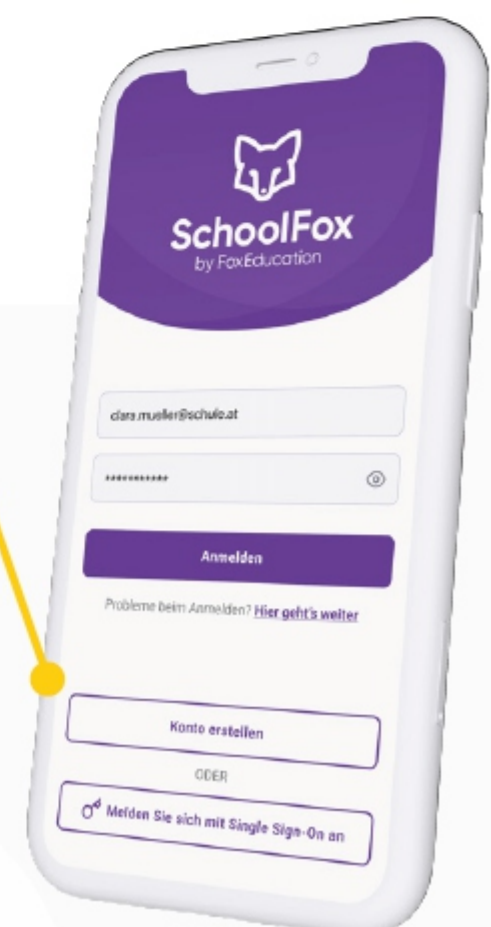 SchoolFox
by FoxEducation
clara.mueller@schule.at
***********
Anmelden
Probleme beim Anmelden? Hier geht's weiter
Konto erstellen
ODER
Melden Sie sich mit Single Sign-On an